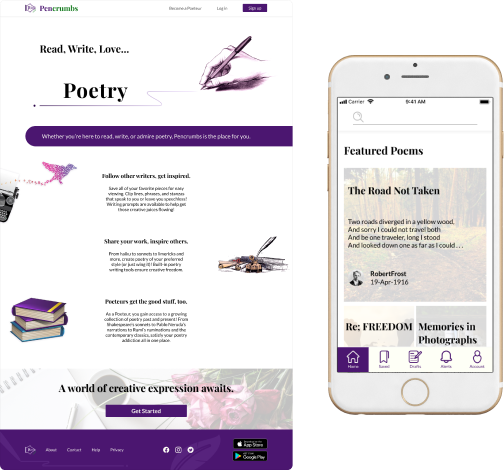 Pencrumbs
Become a Poeteur
Log in
Sign up
Read, Write, Love...
Poetry
Whether you're here to read, write, or admire poetry, Pencrumbs is the place for you.
Follow other writers, get inspired.
Save all of your favorite pieces for easy
viewing. Clip lines, phrases, and stanzas
that speak to you or leave you speechless!
Writing prompts are available to help get
those creative juices flowing!
Share your work, inspire others.
From haiku to sonnets to limericks and
more, create poetry of your preferred
style (or just wing it)! Built-in poetry
writing tools ensure creative freedom.
Poeteurs get the good stuff, too.
As a Poeteur, you gain access to a growing
collection of poetry past and present! From
Shakespeare's sonnets to Pablo Neruda's
narrations to Rumi's ruminations and the
contemporary classics, satisfy your poetry
addiction all in one place.
A world of creative expression awaits.
Get Started
About
Contact
Help
Privacy
App Store
Google Play
Carrier
9:41 AM
Featured Poems
The Road Not Taken
Two roads diverged in a yellow wood,
And sorry I could not travel both
And be one traveler, long I stood
And looked down one as far as I could . . .
RobertFrost
19-Apr-1916
Re; FREEDOM
Memories in
Photographs
Home
Saved
Drafts
Alerts
Account